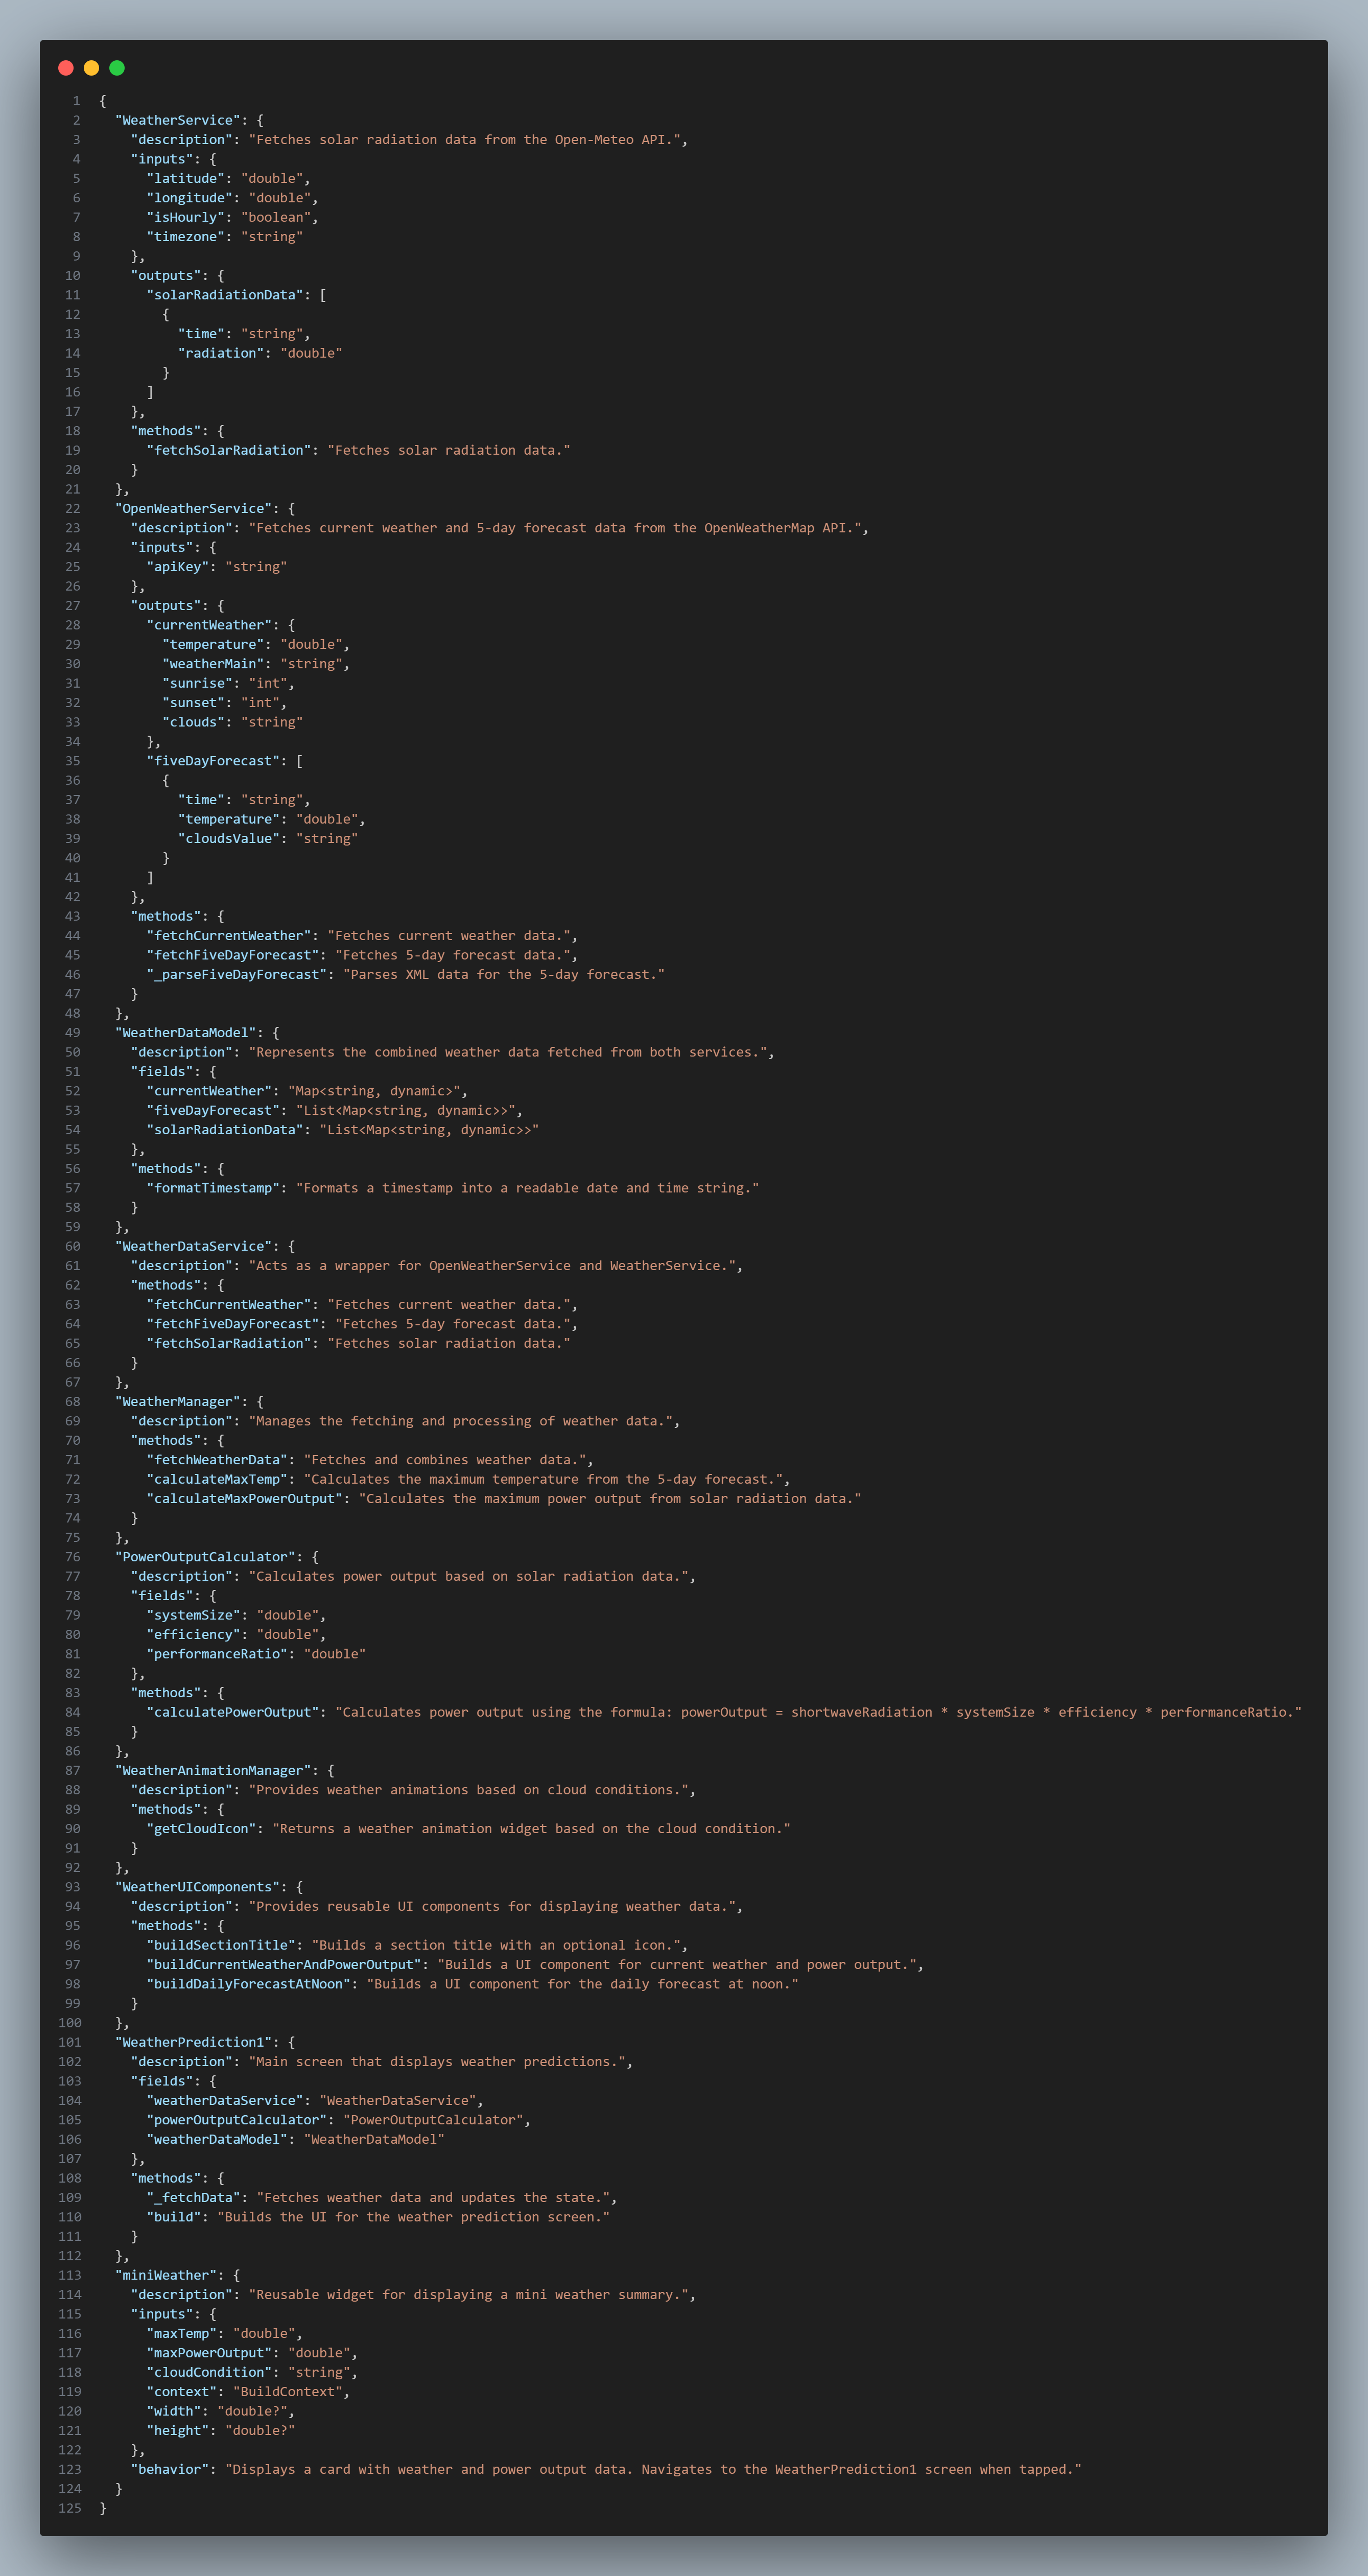 1 {
2   "WeatherService": {
3     "description": "Fetches solar radiation data from the Open-Meteo API.",
4     "inputs": {
5       "latitude": "double",
6       "longitude": "double",
7       "isHourly": "boolean",
8       "timezone": "string"
9     },
10     "outputs": {
11       "solarRadiationData": [
12         {
13           "time": "string",
14           "radiation": "double"
15         }
16       ]
17     },
18     "methods": {
19       "fetchSolarRadiation": "Fetches solar radiation data."
20     }
21   },
22   "OpenWeatherService": {
23     "description": "Fetches current weather and 5-day forecast data from the OpenWeatherMap API.",
24     "inputs": {
25       "apiKey": "string"
26     },
27     "outputs": {
28       "currentWeather": {
29         "temperature": "double",
30         "weatherMain": "string",
31         "sunrise": "int",
32         "sunset": "int",
33         "clouds": "string"
34       },
35       "fiveDayForecast": [
36         {
37           "time": "string",
38           "temperature": "double",
39           "cloudsValue": "string"
40         }
41       ]
42     },
43     "methods": {
44       "fetchCurrentWeather": "Fetches current weather data.",
45       "fetchFiveDayForecast": "Fetches 5-day forecast data.",
46       "_parseFiveDayForecast": "Parses XML data for the 5-day forecast."
47     }
48   },
49   "WeatherDataModel": {
50     "description": "Represents the combined weather data fetched from both services.",
51     "fields": {
52       "currentWeather": "Map<string, dynamic>",
53       "fiveDayForecast": "List<Map<string, dynamic>>",
54       "solarRadiationData": "List<Map<string, dynamic>>"
55     },
56     "methods": {
57       "formatTimestamp": "Formats a timestamp into a readable date and time string."
58     }
59   },
60   "WeatherDataService": {
61     "description": "Acts as a wrapper for OpenWeatherService and WeatherService.",
62     "methods": {
63       "fetchCurrentWeather": "Fetches current weather data.",
64       "fetchFiveDayForecast": "Fetches 5-day forecast data.",
65       "fetchSolarRadiation": "Fetches solar radiation data."
66     }
67   },
68   "WeatherManager": {
69     "description": "Manages the fetching and processing of weather data.",
70     "methods": {
71       "fetchWeatherData": "Fetches and combines weather data.",
72       "calculateMaxTemp": "Calculates the maximum temperature from the 5-day forecast.",
73       "calculateMaxPowerOutput": "Calculates the maximum power output from solar radiation data."
74     }
75   },
76   "PowerOutputCalculator": {
77     "description": "Calculates power output based on solar radiation data.",
78     "fields": {
79       "systemSize": "double",
80       "efficiency": "double",
81       "performanceRatio": "double"
82     },
83     "methods": {
84       "calculatePowerOutput": "Calculates power output using the formula: powerOutput = shortwaveRadiation * systemSize * efficiency * performanceRatio."
85     }
86   },
87   "WeatherAnimationManager": {
88     "description": "Provides weather animations based on cloud conditions.",
89     "methods": {
90       "getCloudIcon": "Returns a weather animation widget based on the cloud condition."
91     }
92   },
93   "WeatherUIComponents": {
94     "description": "Provides reusable UI components for displaying weather data.",
95     "methods": {
96       "buildSectionTitle": "Builds a section title with an optional icon.",
97       "buildCurrentWeatherAndPowerOutput": "Builds a UI component for current weather and power output.",
98       "buildDailyForecastAtNoon": "Builds a UI component for the daily forecast at noon."
99     }
100   },
101   "WeatherPrediction1": {
102     "description": "Main screen that displays weather predictions.",
103     "fields": {
104       "weatherDataService": "WeatherDataService",
105       "powerOutputCalculator": "PowerOutputCalculator",
106       "weatherDataModel": "WeatherDataModel"
107     },
108     "methods": {
109       "_fetchData": "Fetches weather data and updates the state.",
110       "build": "Builds the UI for the weather prediction screen."
111     }
112   },
113   "miniWeather": {
114     "description": "Reusable widget for displaying a mini weather summary.",
115     "inputs": {
116       "maxTemp": "double",
117       "maxPowerOutput": "double",
118       "cloudCondition": "string",
119       "context": "BuildContext",
120       "width": "double?",
121       "height": "double?"
122     },
123     "behavior": "Displays a card with weather and power output data. Navigates to the WeatherPrediction1 screen when tapped."
124   }
125 }